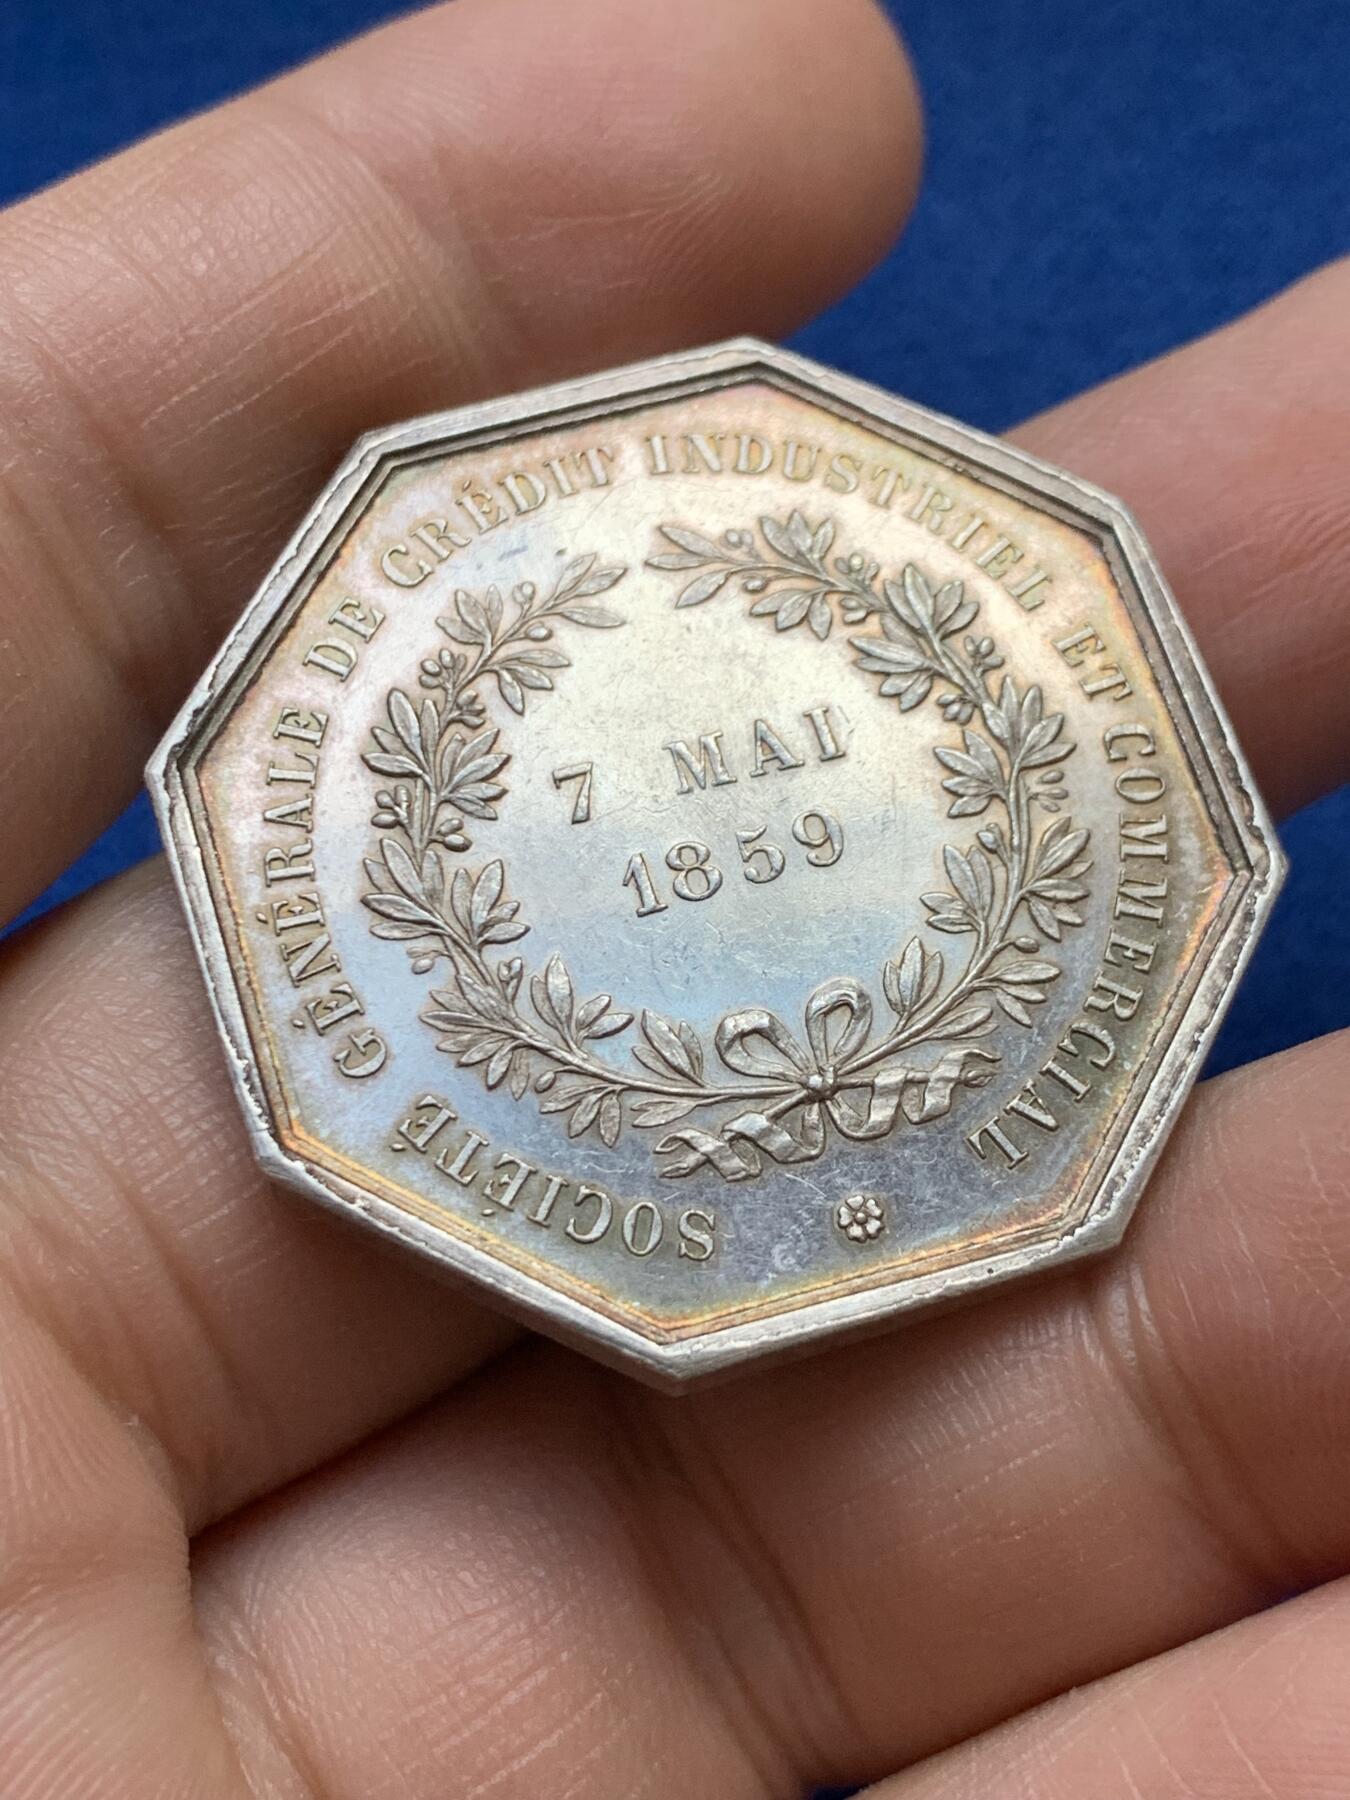 SOCIÉTÉ GÉNÉRALE DE CRÉDIT INDUSTRIEL ET COMMERCIAL
7 MAI
1859